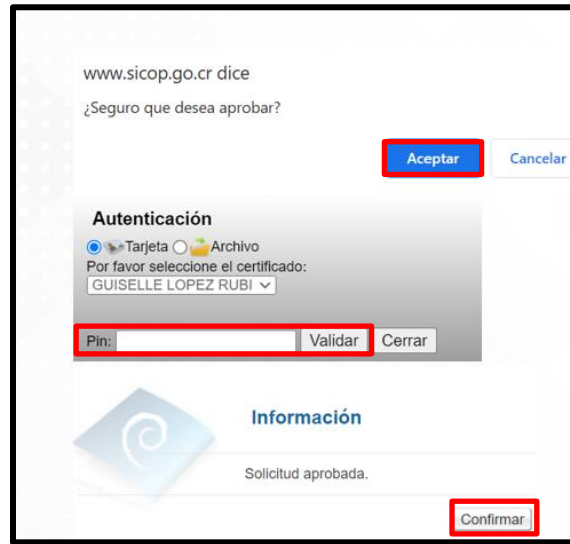 www.sicop.go.cr dice
¿Seguro que desea aprobar?
Aceptar Cancelar
Autenticación
Tarjeta Archivo
Por favor seleccione el certificado:
GUISELLE LOPEZ RUBI
Pin: Validar Cerrar
Información
Solicitud aprobada.
Confirmar